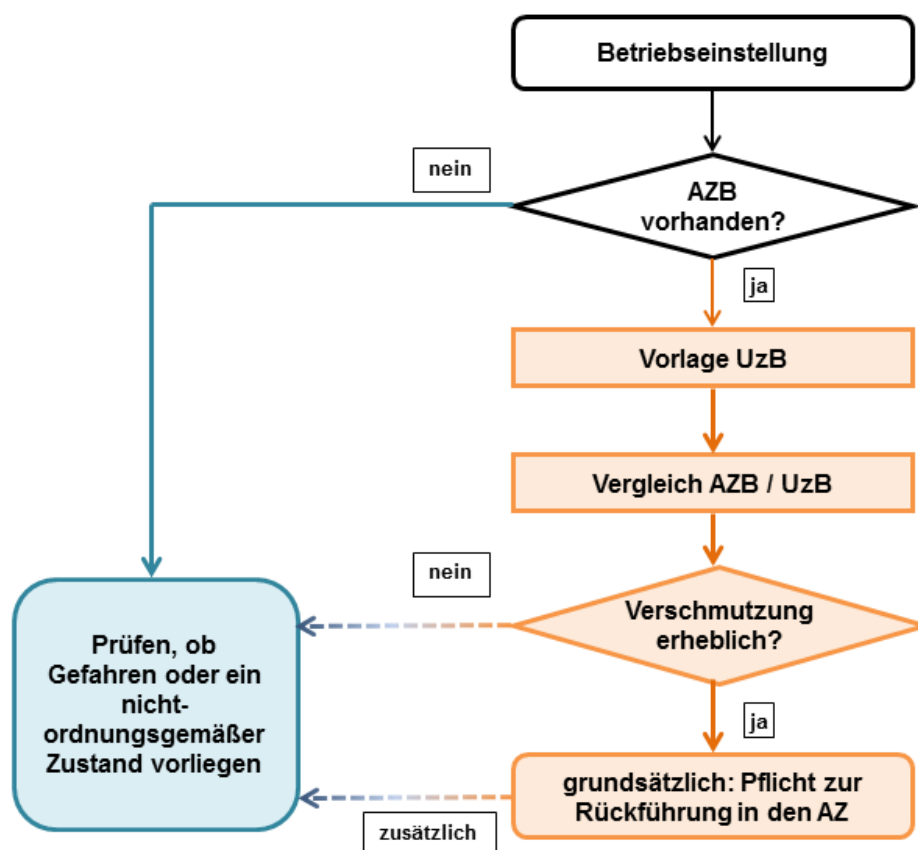 Betriebseinstellung
nein
AZB
vorhanden?
ja
Vorlage UzB
Vergleich AZB / UzB
nein
Verschmutzung
erheblich?
Prüfen, ob
Gefahren oder ein
nicht-
ordnungsgemäßer
Zustand vorliegen
ja
grundsätzlich: Pflicht zur
Rückführung in den AZ
zusätzlich